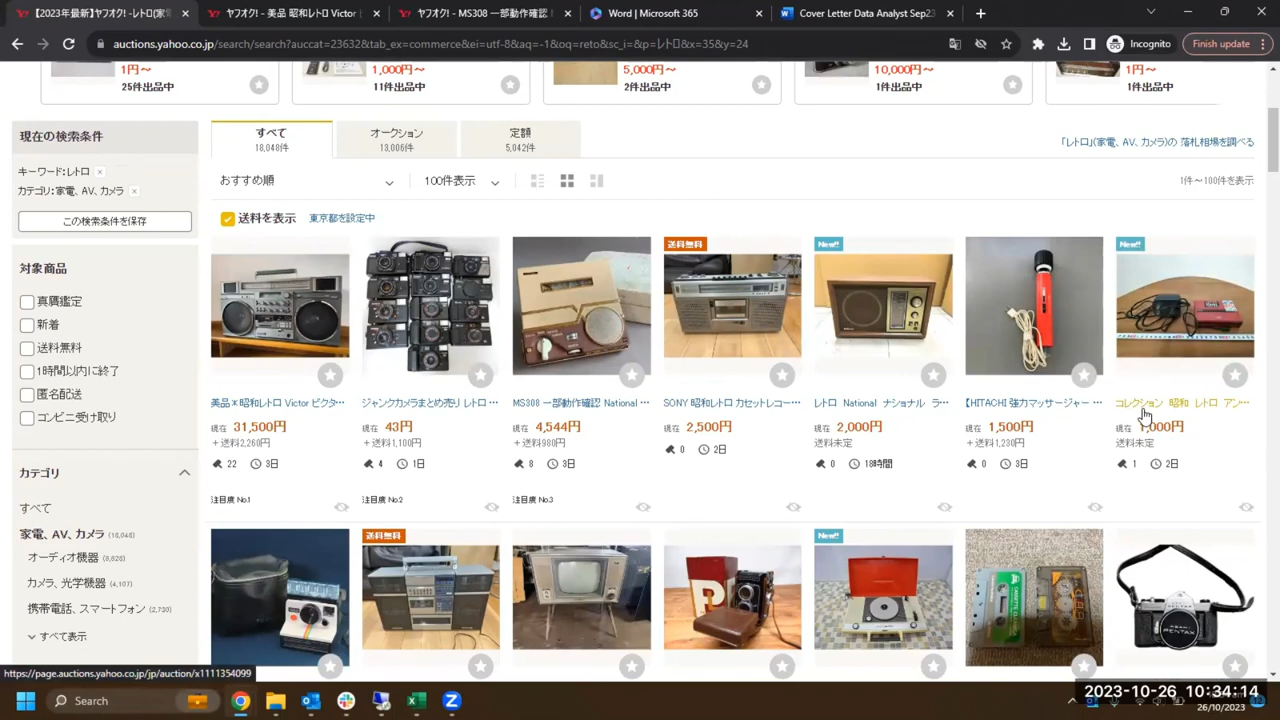 【2023年最新】ヤフオク! -レトロ(家
ヤフオク! - 美品 昭和レトロ Victor ビ
ヤフオク! - MS308 一部動作確認
Word | Microsoft 365
Cover Letter Data Analyst Sep23
auctions.yahoo.co.jp/search/search?auccat=23632&tab_ex=commerce&ei=utf-8&aq=-1&oq=reto&sc_i=&p=レトロ&x=35&y=24
Incognito
Finish update
1円～
25件出品中
1,000円～
11件出品中
5,000円～
2件出品中
10,000円～
1件出品中
1円～
1件出品中
現在の検索条件
キーワード:レトロ
カテゴリ:家電、AV、カメラ
この検索条件を保存
対象商品
真贋鑑定
新着
送料無料
1時間以内に終了
匿名配送
コンビニ受け取り
カテゴリ
すべて
家電、AV、カメラ (18,048)
オーディオ機器 (8,828)
カメラ、光学機器 (4,107)
携帯電話、スマートフォン (2,730)
すべて表示
すべて
18,048件
オークション
13,006件
定額
5,042件
「レトロ」(家電、AV、カメラ)の 落札相場を調べる
おすすめ順
100件表示
1件～100件を表示
送料を表示
東京都を設定中
送料無料
New!!
New!!
美品*昭和レトロ Victor ビクタ…
現在 31,500円
＋送料2,260円
22
3日
注目度 No.1
ジャンクカメラまとめ売り レトロ …
現在 43円
＋送料1,100円
4
1日
注目度 No.2
MS308 一部動作確認 National …
現在 4,544円
＋送料980円
8
3日
注目度 No.3
SONY 昭和レトロ カセットレコー…
現在 2,500円
0
2日
レトロ National ナショナル ラ…
現在 2,000円
送料未定
0
18時間
【HITACHI 強力マッサージャー …
現在 1,500円
＋送料1,230円
0
3日
コレクション 昭和 レトロ アン…
現在 1,000円
送料未定
1
2日
送料無料
New!!
ASAHI
PENTAX
https://page.auctions.yahoo.co.jp/jp/auction/x1111354099
Search
2023-10-26 10:34:14
26/10/2023